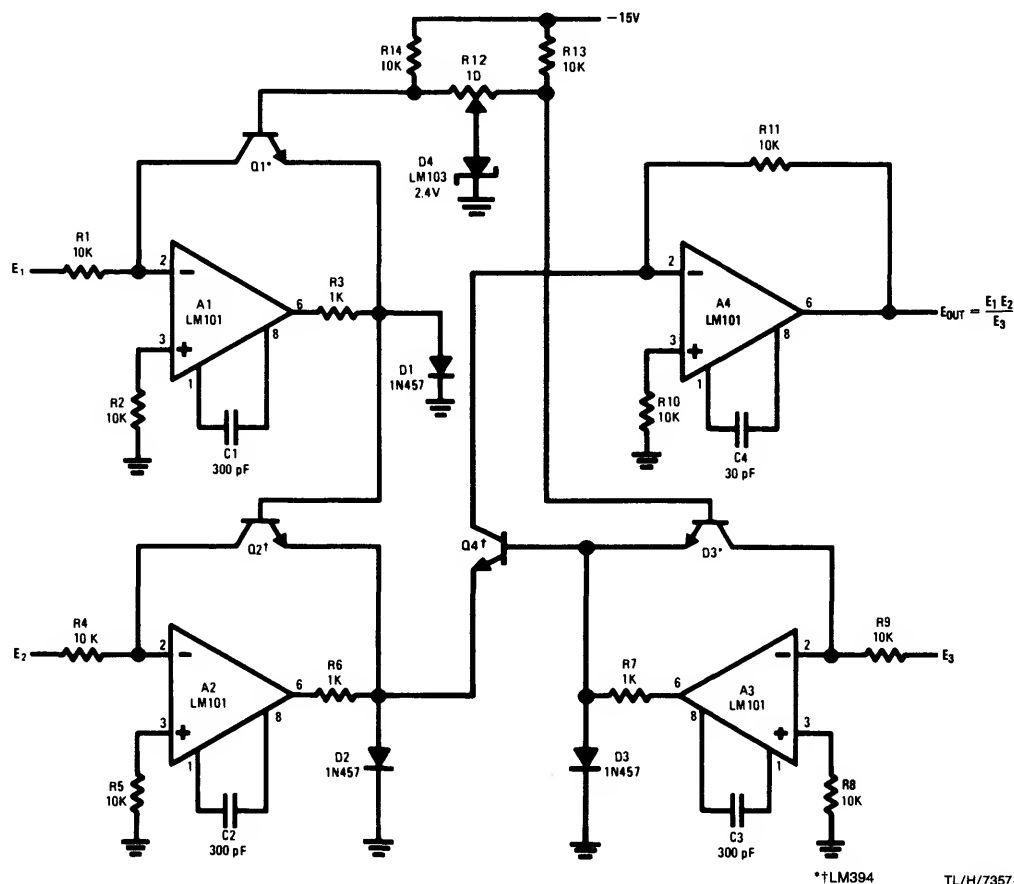 −15V
R14
10K
R12
1D
R13
10K
Q1*
D4
LM103
2.4V
R11
10K
E1
R1
10K
2
−
A1
LM101
3
+
6
8
1
R3
1K
D1
1N457
R2
10K
C1
300 pF
2
−
A4
LM101
3
+
6
8
1
EOUT = E1 E2
E3
R10
10K
C4
30 pF
Q2†
Q4†
D3*
E2
R4
10 K
2
−
A2
LM101
3
+
6
8
1
R6
1K
D2
1N457
R5
10K
C2
300 pF
R7
1K
D3
1N457
6
A3
LM101
2
−
3
+
8
1
R9
10K
E3
R8
10K
C3
300 pF
*†LM394
TL/H/7357-